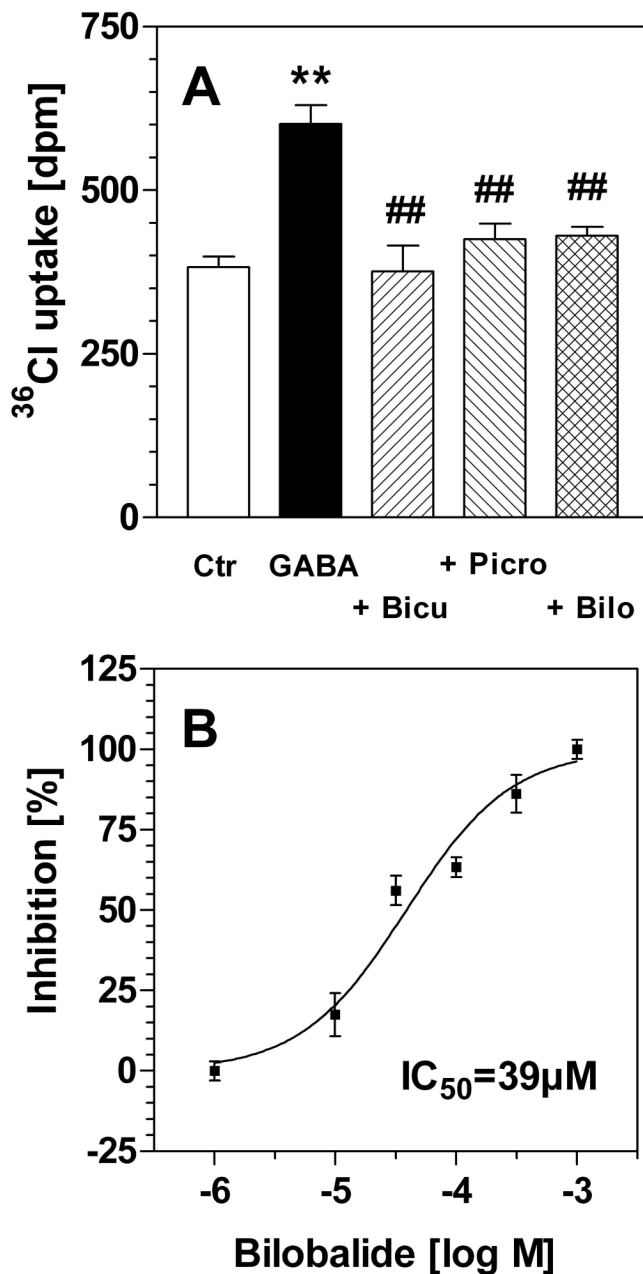 A
750
500
250
0
³⁶Cl uptake [dpm]
**
##
##
##
Ctr
GABA
+ Picro
+ Bicu
+ Bilo
B
125
100
75
50
25
0
-25
Inhibition [%]
IC₅₀=39µM
-6
-5
-4
-3
Bilobalide [log M]